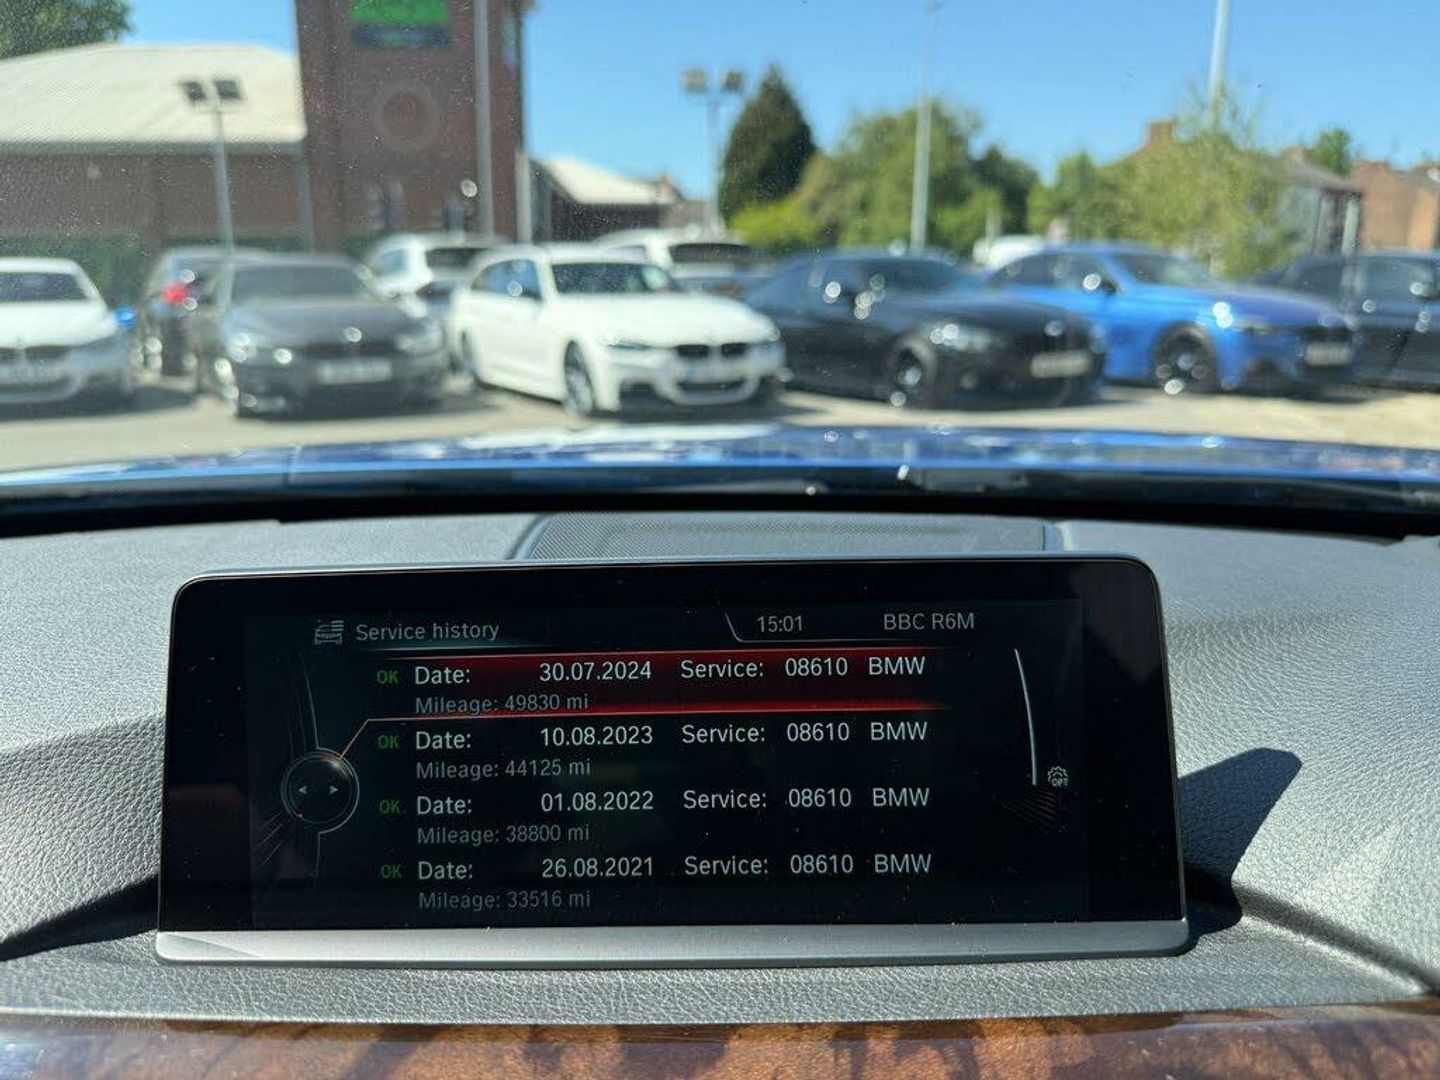 Service history 15:01 BBC R6M
OK Date: 30.07.2024 Service: 08610 BMW
Mileage: 49830 mi
OK Date: 10.08.2023 Service: 08610 BMW
Mileage: 44125 mi
OK Date: 01.08.2022 Service: 08610 BMW
Mileage: 38800 mi
OK Date: 26.08.2021 Service: 08610 BMW
Mileage: 33516 mi
OPT